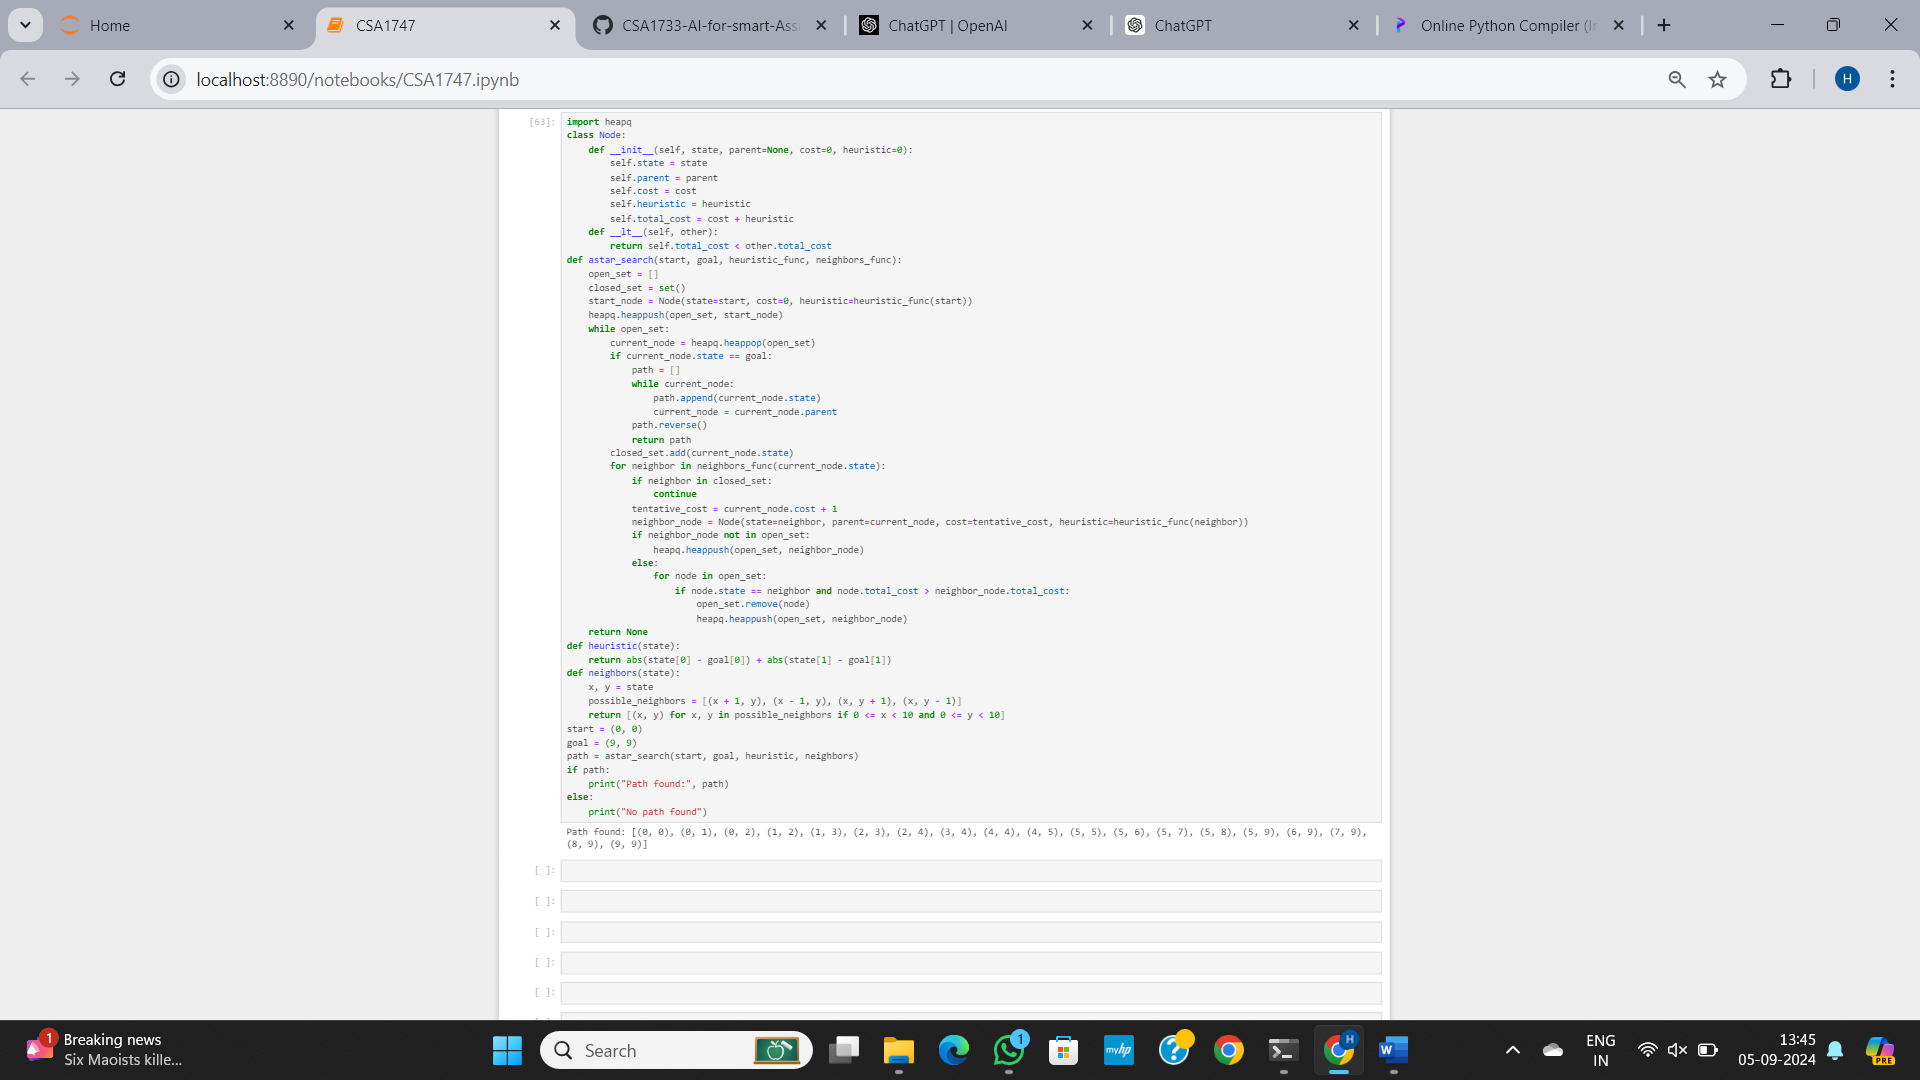 Home
CSA1747
CSA1733-AI-for-smart-Ass
ChatGPT | OpenAI
ChatGPT
Online Python Compiler (In
localhost:8890/notebooks/CSA1747.ipynb
H
[63]:
import heapq
class Node:
    def __init__(self, state, parent=None, cost=0, heuristic=0):
        self.state = state
        self.parent = parent
        self.cost = cost
        self.heuristic = heuristic
        self.total_cost = cost + heuristic
    def __lt__(self, other):
        return self.total_cost < other.total_cost
def astar_search(start, goal, heuristic_func, neighbors_func):
    open_set = []
    closed_set = set()
    start_node = Node(state=start, cost=0, heuristic=heuristic_func(start))
    heapq.heappush(open_set, start_node)
    while open_set:
        current_node = heapq.heappop(open_set)
        if current_node.state == goal:
            path = []
            while current_node:
                path.append(current_node.state)
                current_node = current_node.parent
            path.reverse()
            return path
        closed_set.add(current_node.state)
        for neighbor in neighbors_func(current_node.state):
            if neighbor in closed_set:
                continue
            tentative_cost = current_node.cost + 1
            neighbor_node = Node(state=neighbor, parent=current_node, cost=tentative_cost, heuristic=heuristic_func(neighbor))
            if neighbor_node not in open_set:
                heapq.heappush(open_set, neighbor_node)
            else:
                for node in open_set:
                    if node.state == neighbor and node.total_cost > neighbor_node.total_cost:
                        open_set.remove(node)
                        heapq.heappush(open_set, neighbor_node)
    return None
def heuristic(state):
    return abs(state[0] - goal[0]) + abs(state[1] - goal[1])
def neighbors(state):
    x, y = state
    possible_neighbors = [(x + 1, y), (x - 1, y), (x, y + 1), (x, y - 1)]
    return [(x, y) for x, y in possible_neighbors if 0 <= x < 10 and 0 <= y < 10]
start = (0, 0)
goal = (9, 9)
path = astar_search(start, goal, heuristic, neighbors)
if path:
    print("Path found:", path)
else:
    print("No path found")
Path found: [(0, 0), (0, 1), (0, 2), (1, 2), (1, 3), (2, 3), (2, 4), (3, 4), (4, 4), (4, 5), (5, 5), (5, 6), (5, 7), (5, 8), (5, 9), (6, 9), (7, 9),
(8, 9), (9, 9)]
[ ]:
[ ]:
[ ]:
[ ]:
[ ]:
1
Breaking news
Six Maoists kille...
Search
1
myhp
?
H
W
ENG
IN
13:45
05-09-2024
PRE